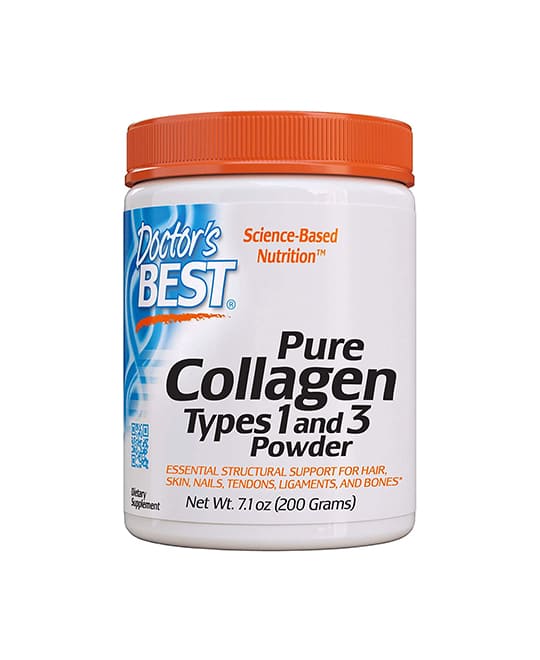 Doctor's
BEST®
Science-Based
Nutrition™
Pure
Collagen
Types 1 and 3
Powder
ESSENTIAL STRUCTURAL SUPPORT FOR HAIR,
SKIN, NAILS, TENDONS, LIGAMENTS, AND BONES*
Dietary
Supplement
Net Wt. 7.1 oz (200 Grams)